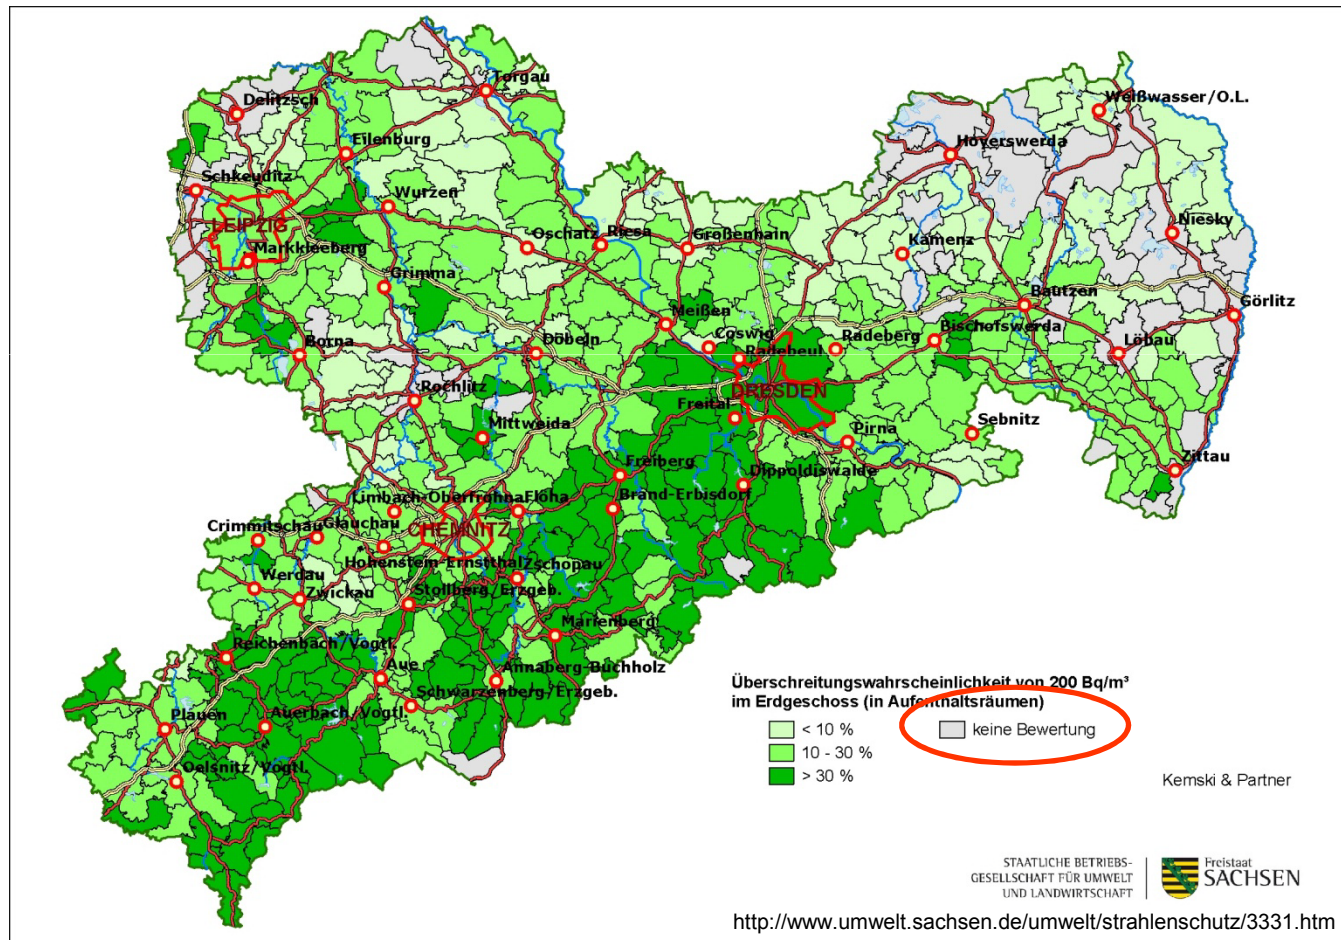 Torgau
Delitzsch
Weißwasser/O.L.
Eilenburg
Hoyerswerda
Schkeuditz
Wurzen
LEIPZIG
Niesky
Markkleeberg
Oschatz
Riesa
Großenhain
Kamenz
Grimma
Bautzen
Görlitz
Meißen
Bischofswerda
Coswig
Borna
Döbeln
Radebeul
Radeberg
Löbau
Rochlitz
DRESDEN
Freital
Mittweida
Sebnitz
Pirna
Freiberg
Dippoldiswalde
Zittau
Limbach-Oberfrohna
Flöha
Brand-Erbisdorf
Crimmitschau
Glauchau
CHEMNITZ
Hohenstein-Ernstthal
Zschopau
Werdau
Zwickau
Stollberg/Erzgeb.
Marienberg
Reichenbach/Vogtl.
Aue
Annaberg-Buchholz
Schwarzenberg/Erzgeb.
Plauen
Auerbach/Vogtl.
Oelsnitz/Vogtl.
Überschreitungswahrscheinlichkeit von 200 Bq/m³
im Erdgeschoss (in Aufenthaltsräumen)
< 10 %
keine Bewertung
10 - 30 %
> 30 %
Kemski & Partner
STAATLICHE BETRIEBS-
GESELLSCHAFT FÜR UMWELT
UND LANDWIRTSCHAFT
Freistaat
SACHSEN
http://www.umwelt.sachsen.de/umwelt/strahlenschutz/3331.htm